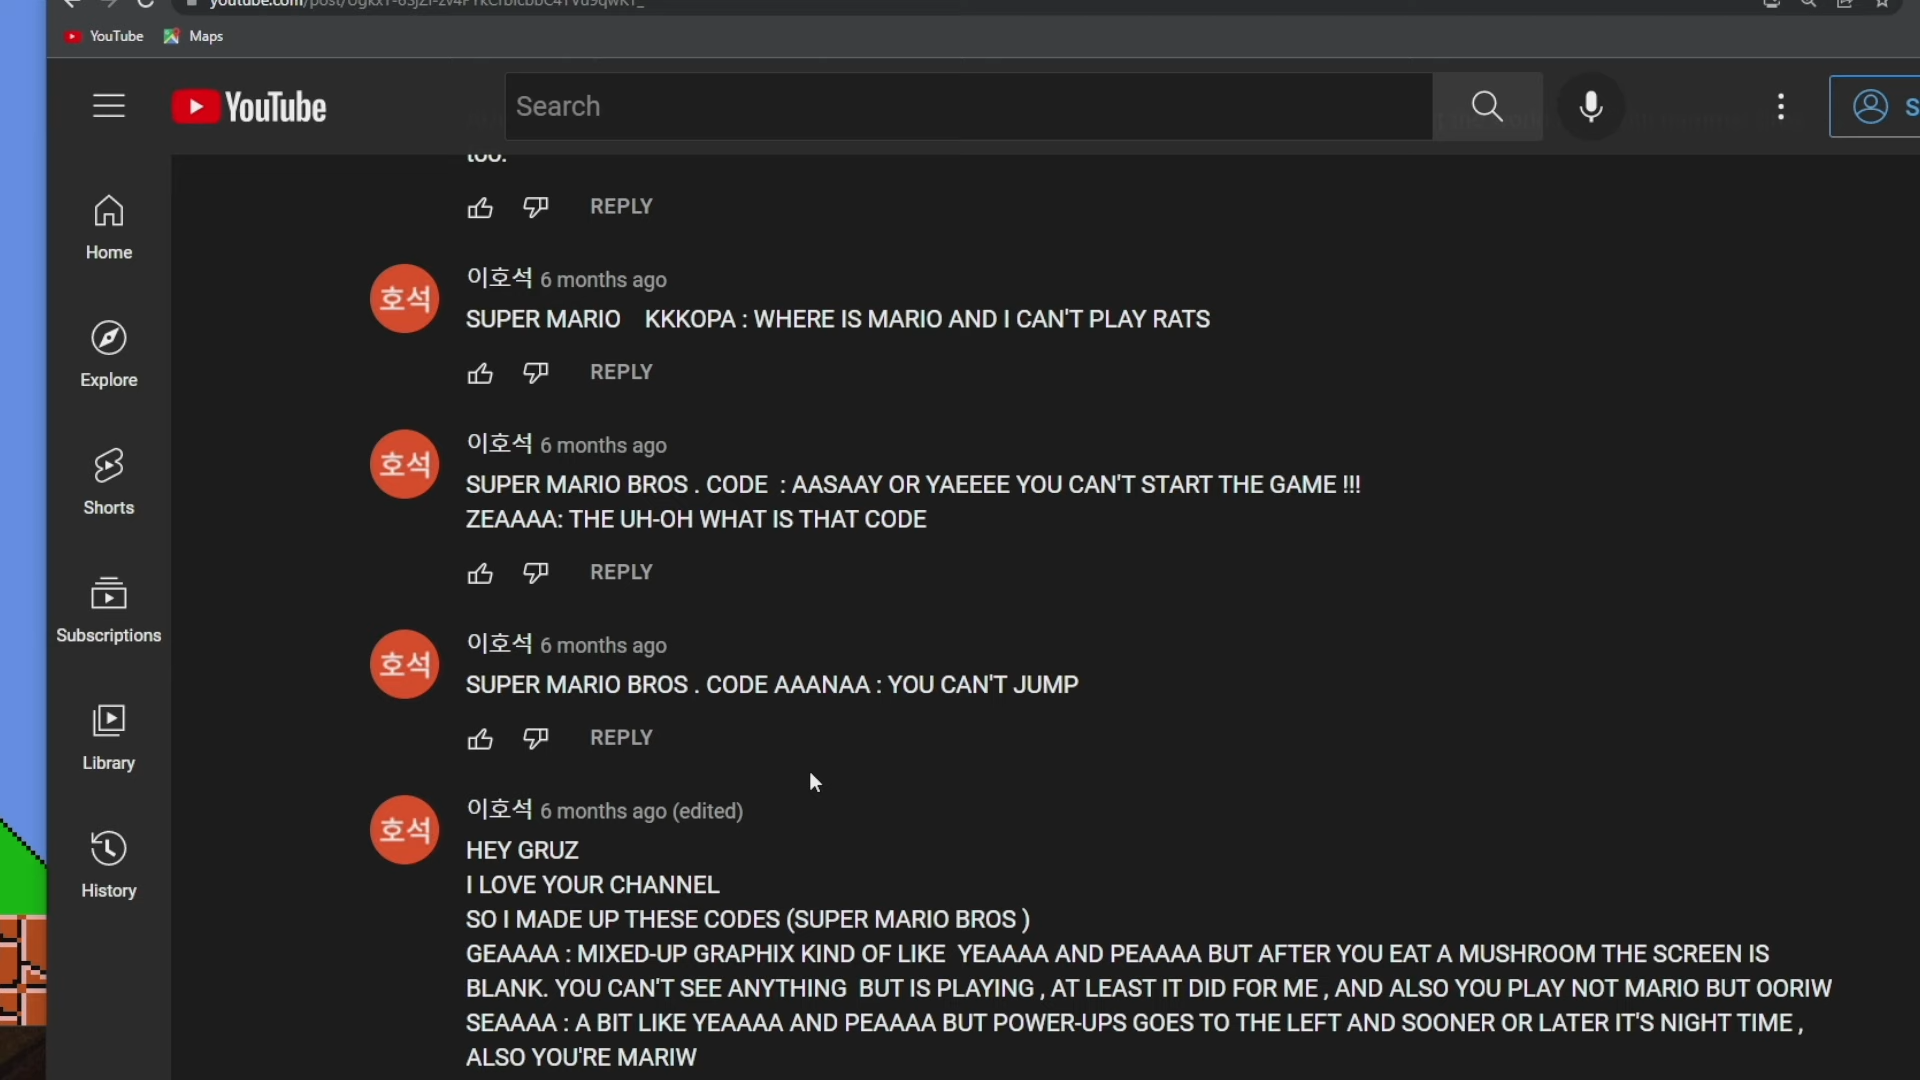 YouTube
Maps
YouTube
Search
too.
REPLY
Home
이호석 6 months ago
호석
SUPER MARIO    KKKOPA : WHERE IS MARIO AND I CAN'T PLAY RATS
REPLY
Explore
이호석 6 months ago
호석
SUPER MARIO BROS . CODE  : AASAAY OR YAEEEE YOU CAN'T START THE GAME !!!
ZEAAAA: THE UH-OH WHAT IS THAT CODE
Shorts
REPLY
Subscriptions
이호석 6 months ago
호석
SUPER MARIO BROS . CODE AAANAA : YOU CAN'T JUMP
REPLY
Library
이호석 6 months ago (edited)
호석
HEY GRUZ
I LOVE YOUR CHANNEL
History
SO I MADE UP THESE CODES (SUPER MARIO BROS )
GEAAAA : MIXED-UP GRAPHIX KIND OF LIKE  YEAAAA AND PEAAAA BUT AFTER YOU EAT A MUSHROOM THE SCREEN IS
BLANK. YOU CAN'T SEE ANYTHING  BUT IS PLAYING , AT LEAST IT DID FOR ME , AND ALSO YOU PLAY NOT MARIO BUT OORIW
SEAAAA : A BIT LIKE YEAAAA AND PEAAAA BUT POWER-UPS GOES TO THE LEFT AND SOONER OR LATER IT'S NIGHT TIME ,
ALSO YOU'RE MARIW